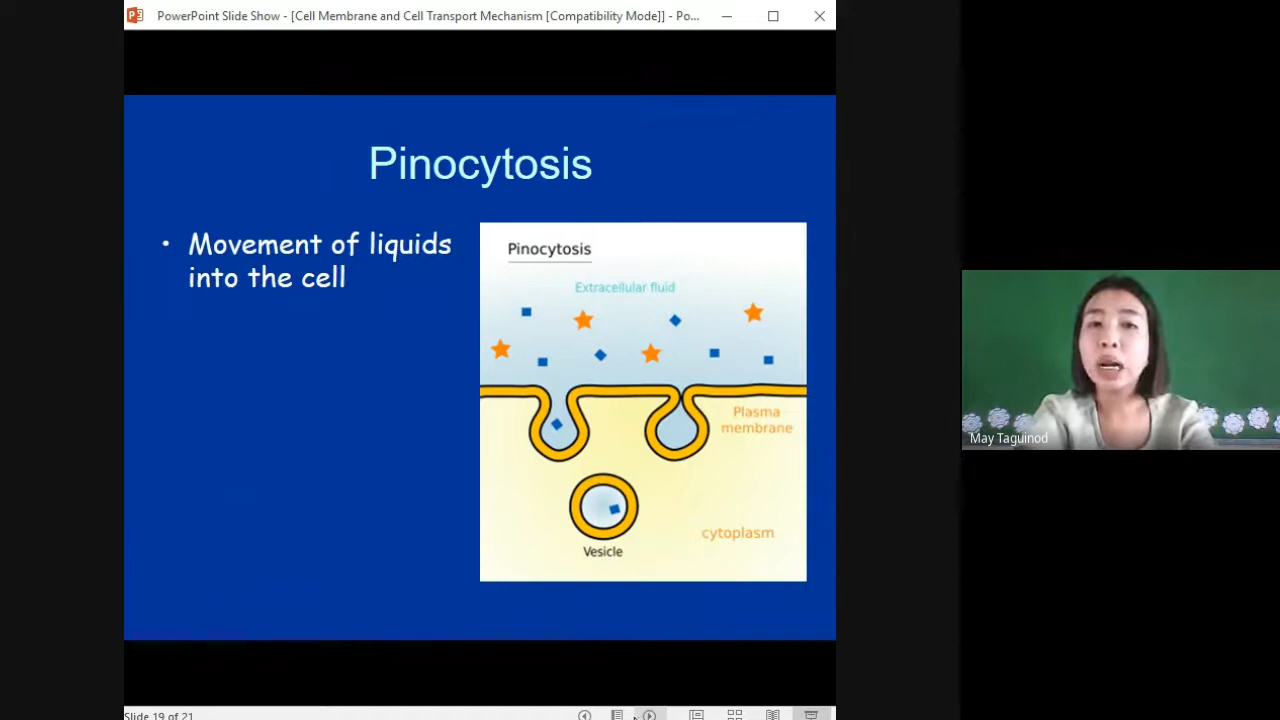 PowerPoint Slide Show - [Cell Membrane and Cell Transport Mechanism [Compatibility Mode]] - Po...
Pinocytosis
• Movement of liquids
into the cell
Pinocytosis
Extracellular fluid
Plasma
membrane
Vesicle
cytoplasm
May Taguinod
Slide 19 of 21